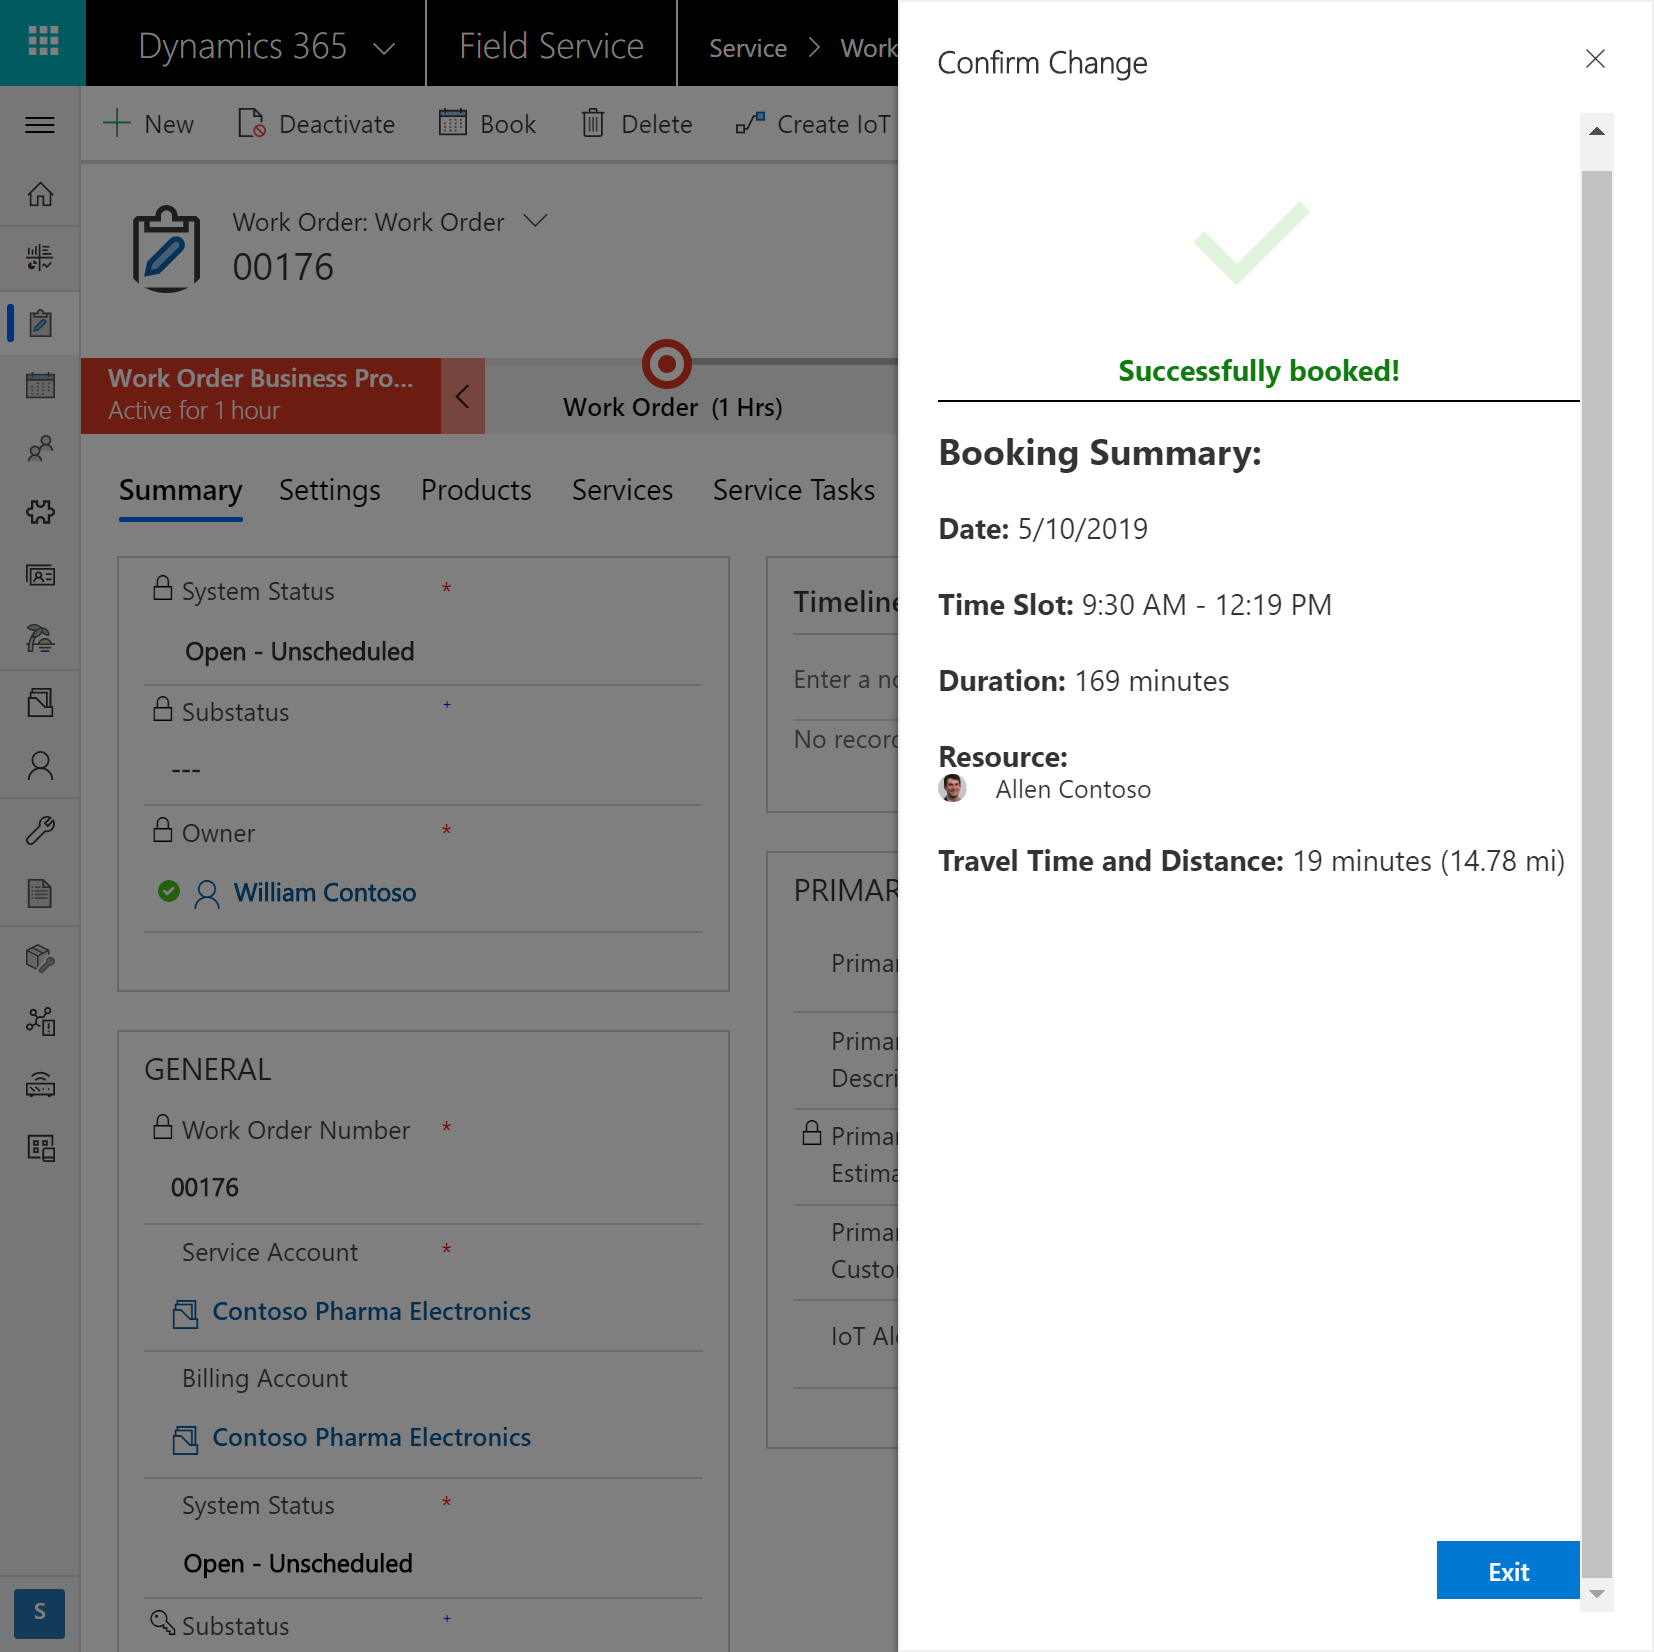 Dynamics 365
Field Service
Service > Work
New
Deactivate
Book
Delete
Create IoT
Work Order: Work Order
00176
Work Order Business Pro...
Active for 1 hour
Work Order (1 Hrs)
Summary
Settings
Products
Services
Service Tasks
System Status *
Open - Unscheduled
Substatus +
---
Owner *
William Contoso
GENERAL
Work Order Number *
00176
Service Account *
Contoso Pharma Electronics
Billing Account
Contoso Pharma Electronics
System Status *
Open - Unscheduled
Substatus +
S
Timeline
Enter a no
No record
PRIMAR
Primar
Primar
Descri
Primar
Estima
Primar
Custo
IoT Al
Confirm Change
Successfully booked!
Booking Summary:
Date: 5/10/2019
Time Slot: 9:30 AM - 12:19 PM
Duration: 169 minutes
Resource:
Allen Contoso
Travel Time and Distance: 19 minutes (14.78 mi)
Exit